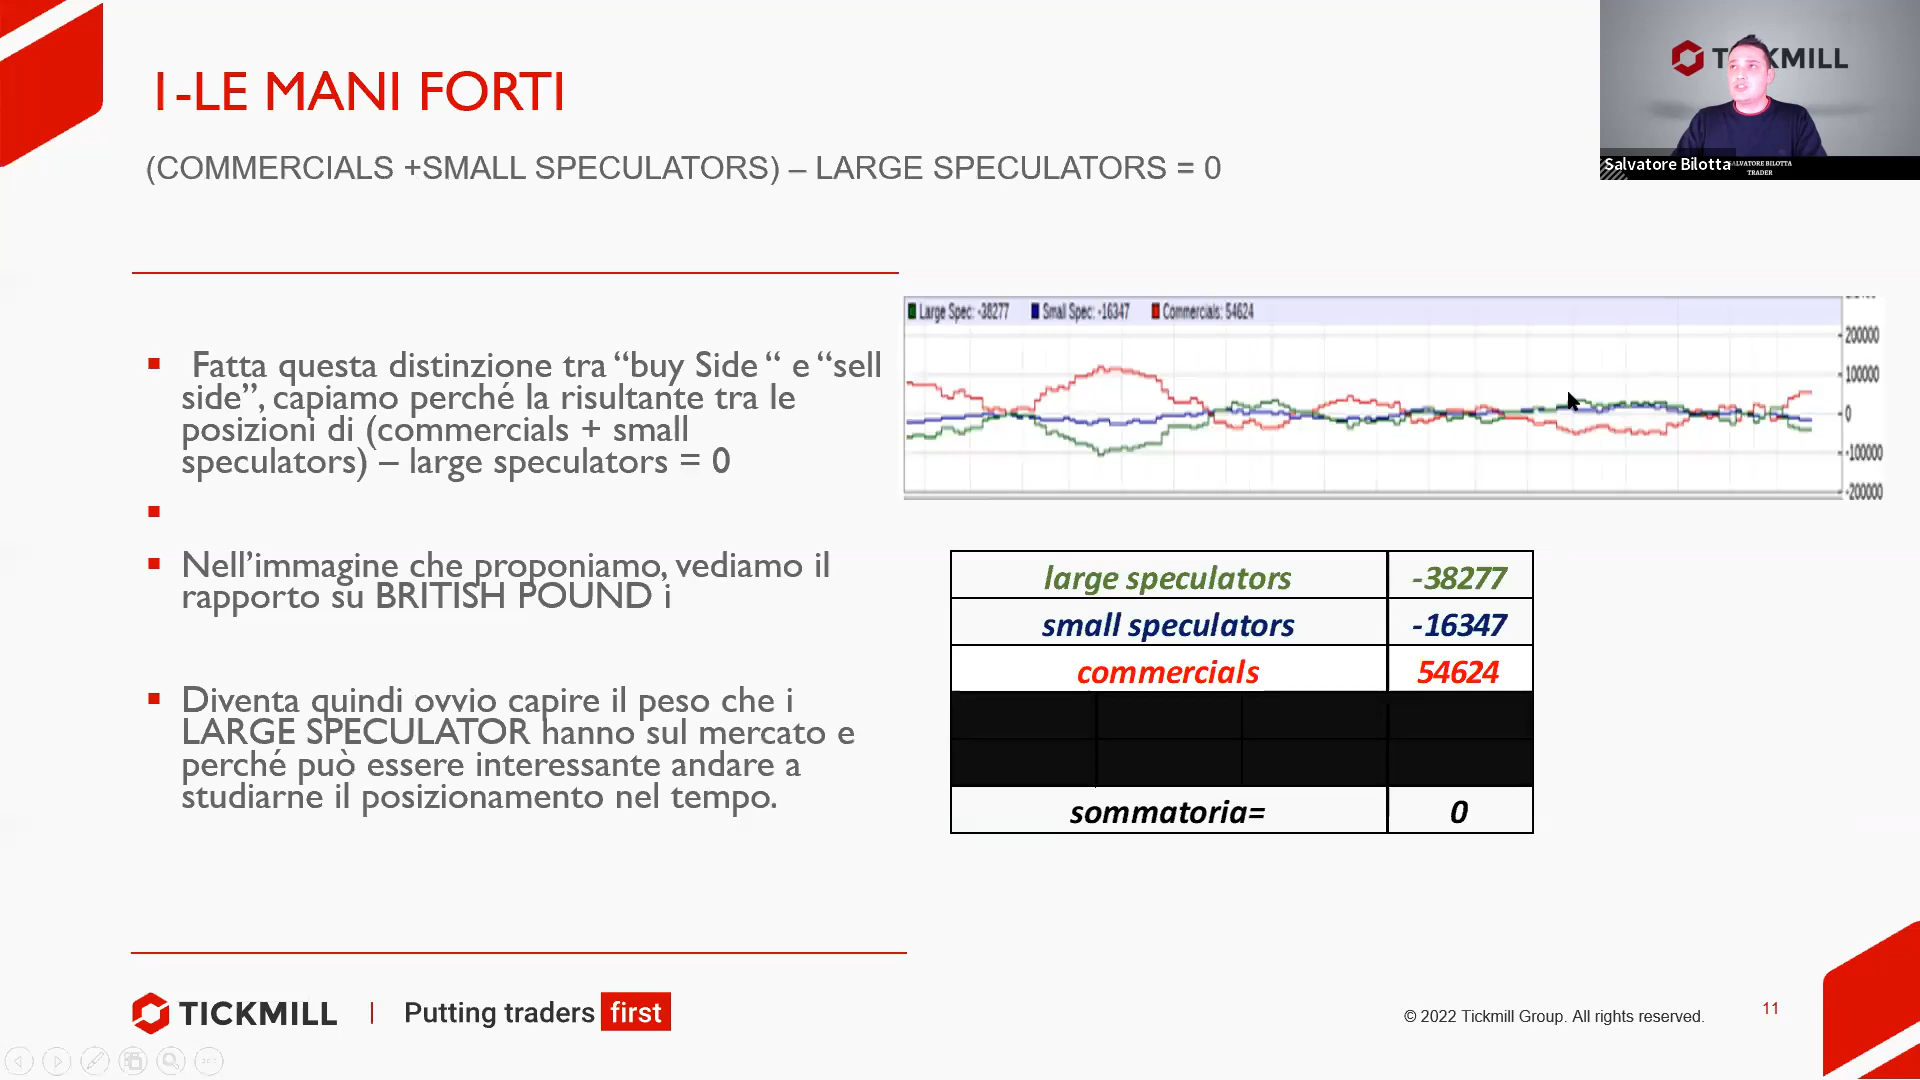 1-LE MANI FORTI
(COMMERCIALS +SMALL SPECULATORS) – LARGE SPECULATORS = 0
TICKMILL
Salvatore Bilotta
SALVATORE BILOTTA
TRADER
Fatta questa distinzione tra “buy Side “ e “sell
side”, capiamo perché la risultante tra le
posizioni di (commercials + small
speculators) – large speculators = 0
Nell’immagine che proponiamo, vediamo il
rapporto su BRITISH POUND i
Diventa quindi ovvio capire il peso che i
LARGE SPECULATOR hanno sul mercato e
perché può essere interessante andare a
studiarne il posizionamento nel tempo.
Large Spec: -38277 Small Spec: -16347 Commercials: 54624
200000
100000
0
-100000
-200000
large speculators -38277
small speculators -16347
commercials 54624
sommatoria= 0
TICKMILL | Putting traders first
© 2022 Tickmill Group. All rights reserved.
11